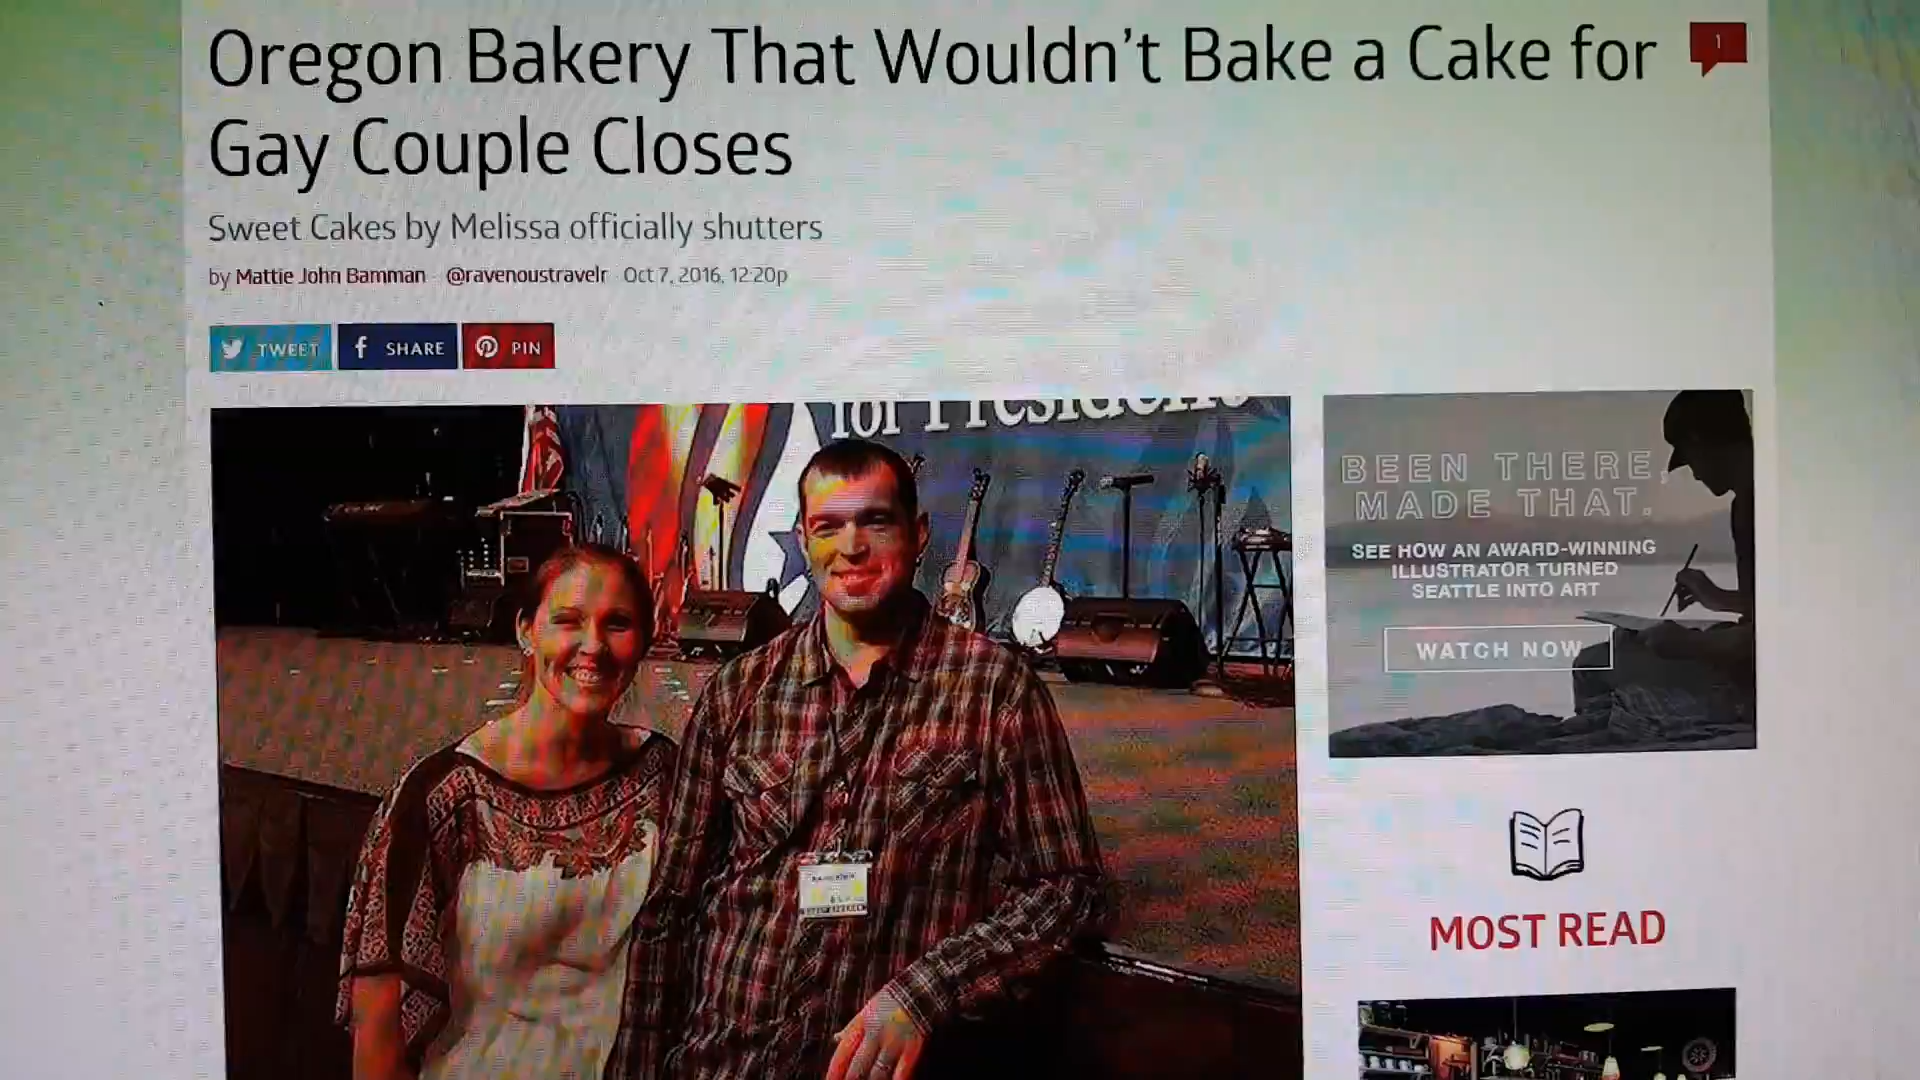 Oregon Bakery That Wouldn't Bake a Cake for
1
Gay Couple Closes
Sweet Cakes by Melissa officially shutters
by Mattie John Bamman @ravenoustravelr Oct 7, 2016, 12:20p
TWEET
SHARE
PIN
for President
BEEN THERE,
MADE THAT.
SEE HOW AN AWARD-WINNING
ILLUSTRATOR TURNED
SEATTLE INTO ART
WATCH NOW
MOST READ